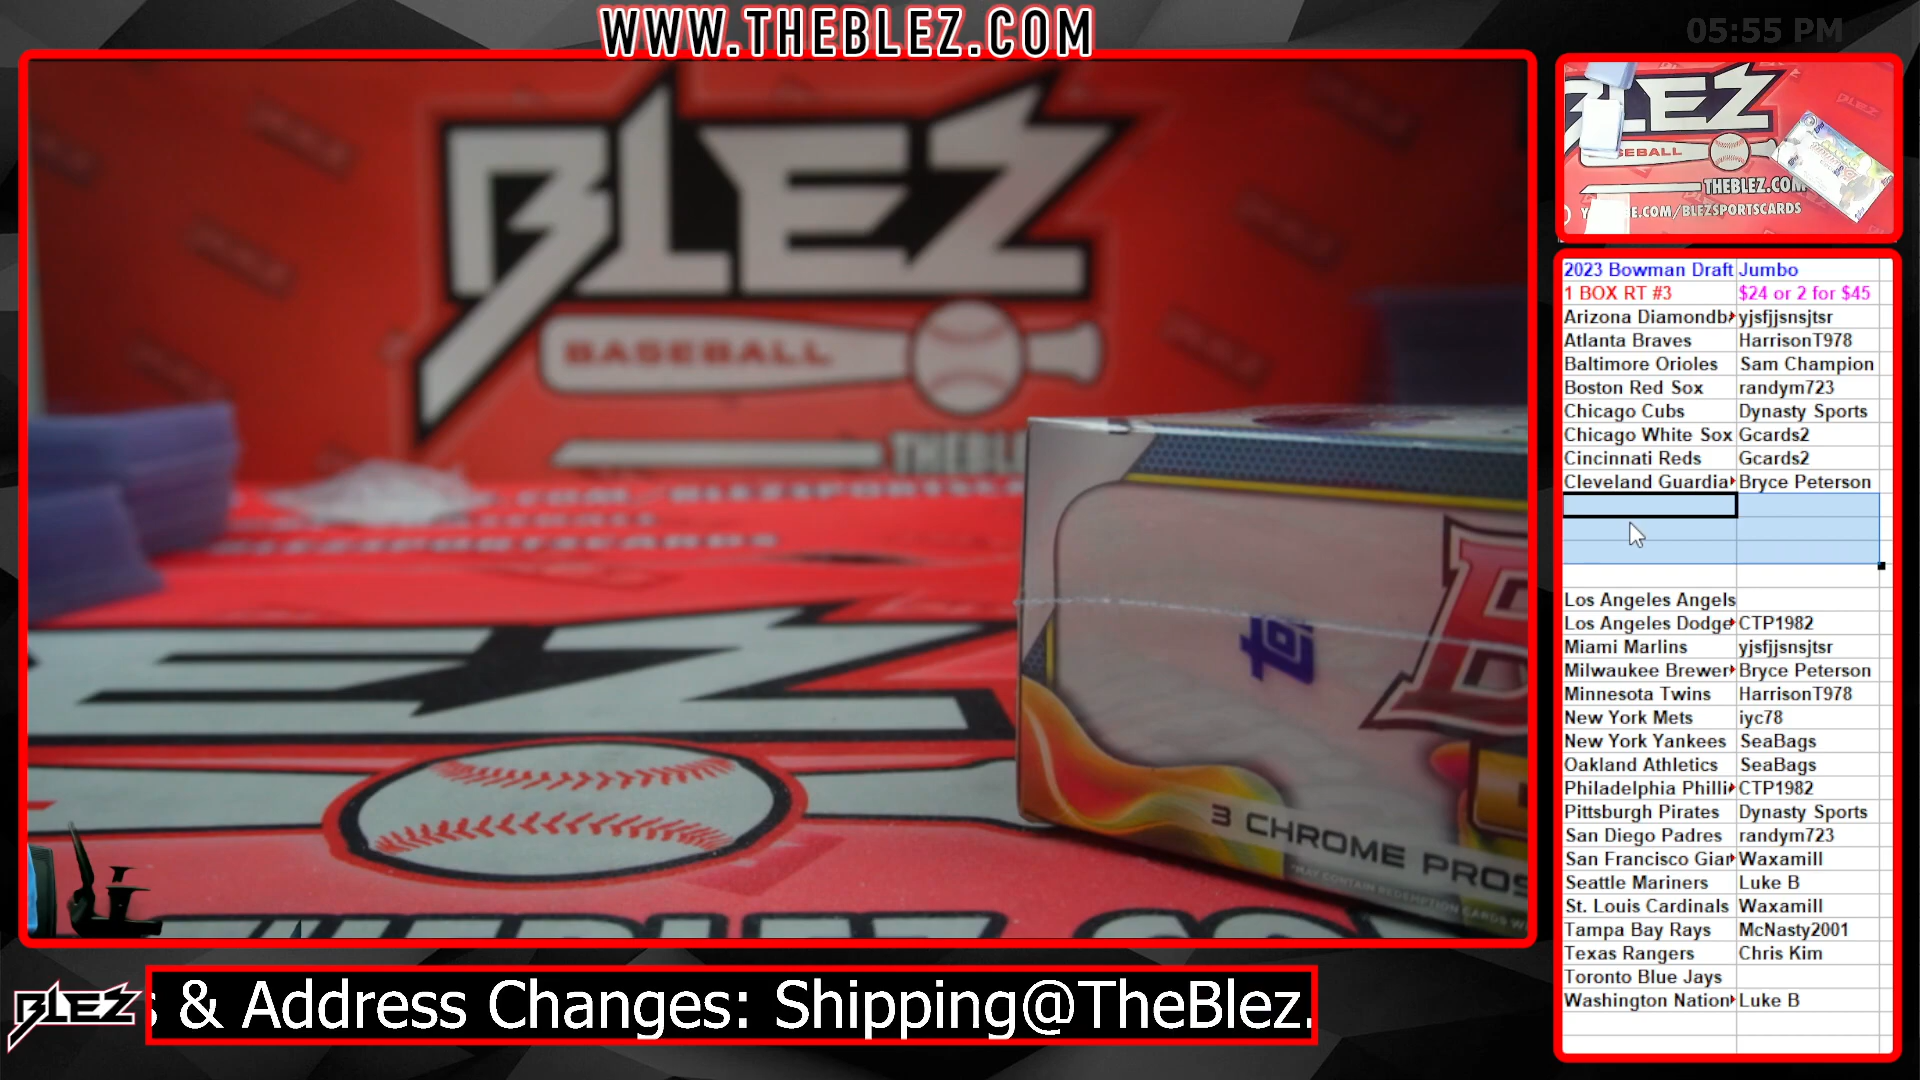 WWW.THEBLEZ.COM
05:55 PM
BLEZ
BASEBALL
THEBLE
3 CHROME PROS
BLEZ
& Address Changes: Shipping@TheBlez.
LEZ
SEBALL
THEBLEZ.COM
E.COM/BLEZSPORTSCARDS
2023 Bowman Draft Jumbo
1 BOX RT #3 $24 or 2 for $45
Arizona Diamondb yjsfjjsnsjtsr
Atlanta Braves HarrisonT978
Baltimore Orioles Sam Champion
Boston Red Sox randym723
Chicago Cubs Dynasty Sports
Chicago White Sox Gcards2
Cincinnati Reds Gcards2
Cleveland Guardia Bryce Peterson
Los Angeles Angels
Los Angeles Dodge CTP1982
Miami Marlins yjsfjjsnsjtsr
Milwaukee Brewer Bryce Peterson
Minnesota Twins HarrisonT978
New York Mets iyc78
New York Yankees SeaBags
Oakland Athletics SeaBags
Philadelphia Philli CTP1982
Pittsburgh Pirates Dynasty Sports
San Diego Padres randym723
San Francisco Giar Waxamill
Seattle Mariners Luke B
St. Louis Cardinals Waxamill
Tampa Bay Rays McNasty2001
Texas Rangers Chris Kim
Toronto Blue Jays
Washington Nation Luke B